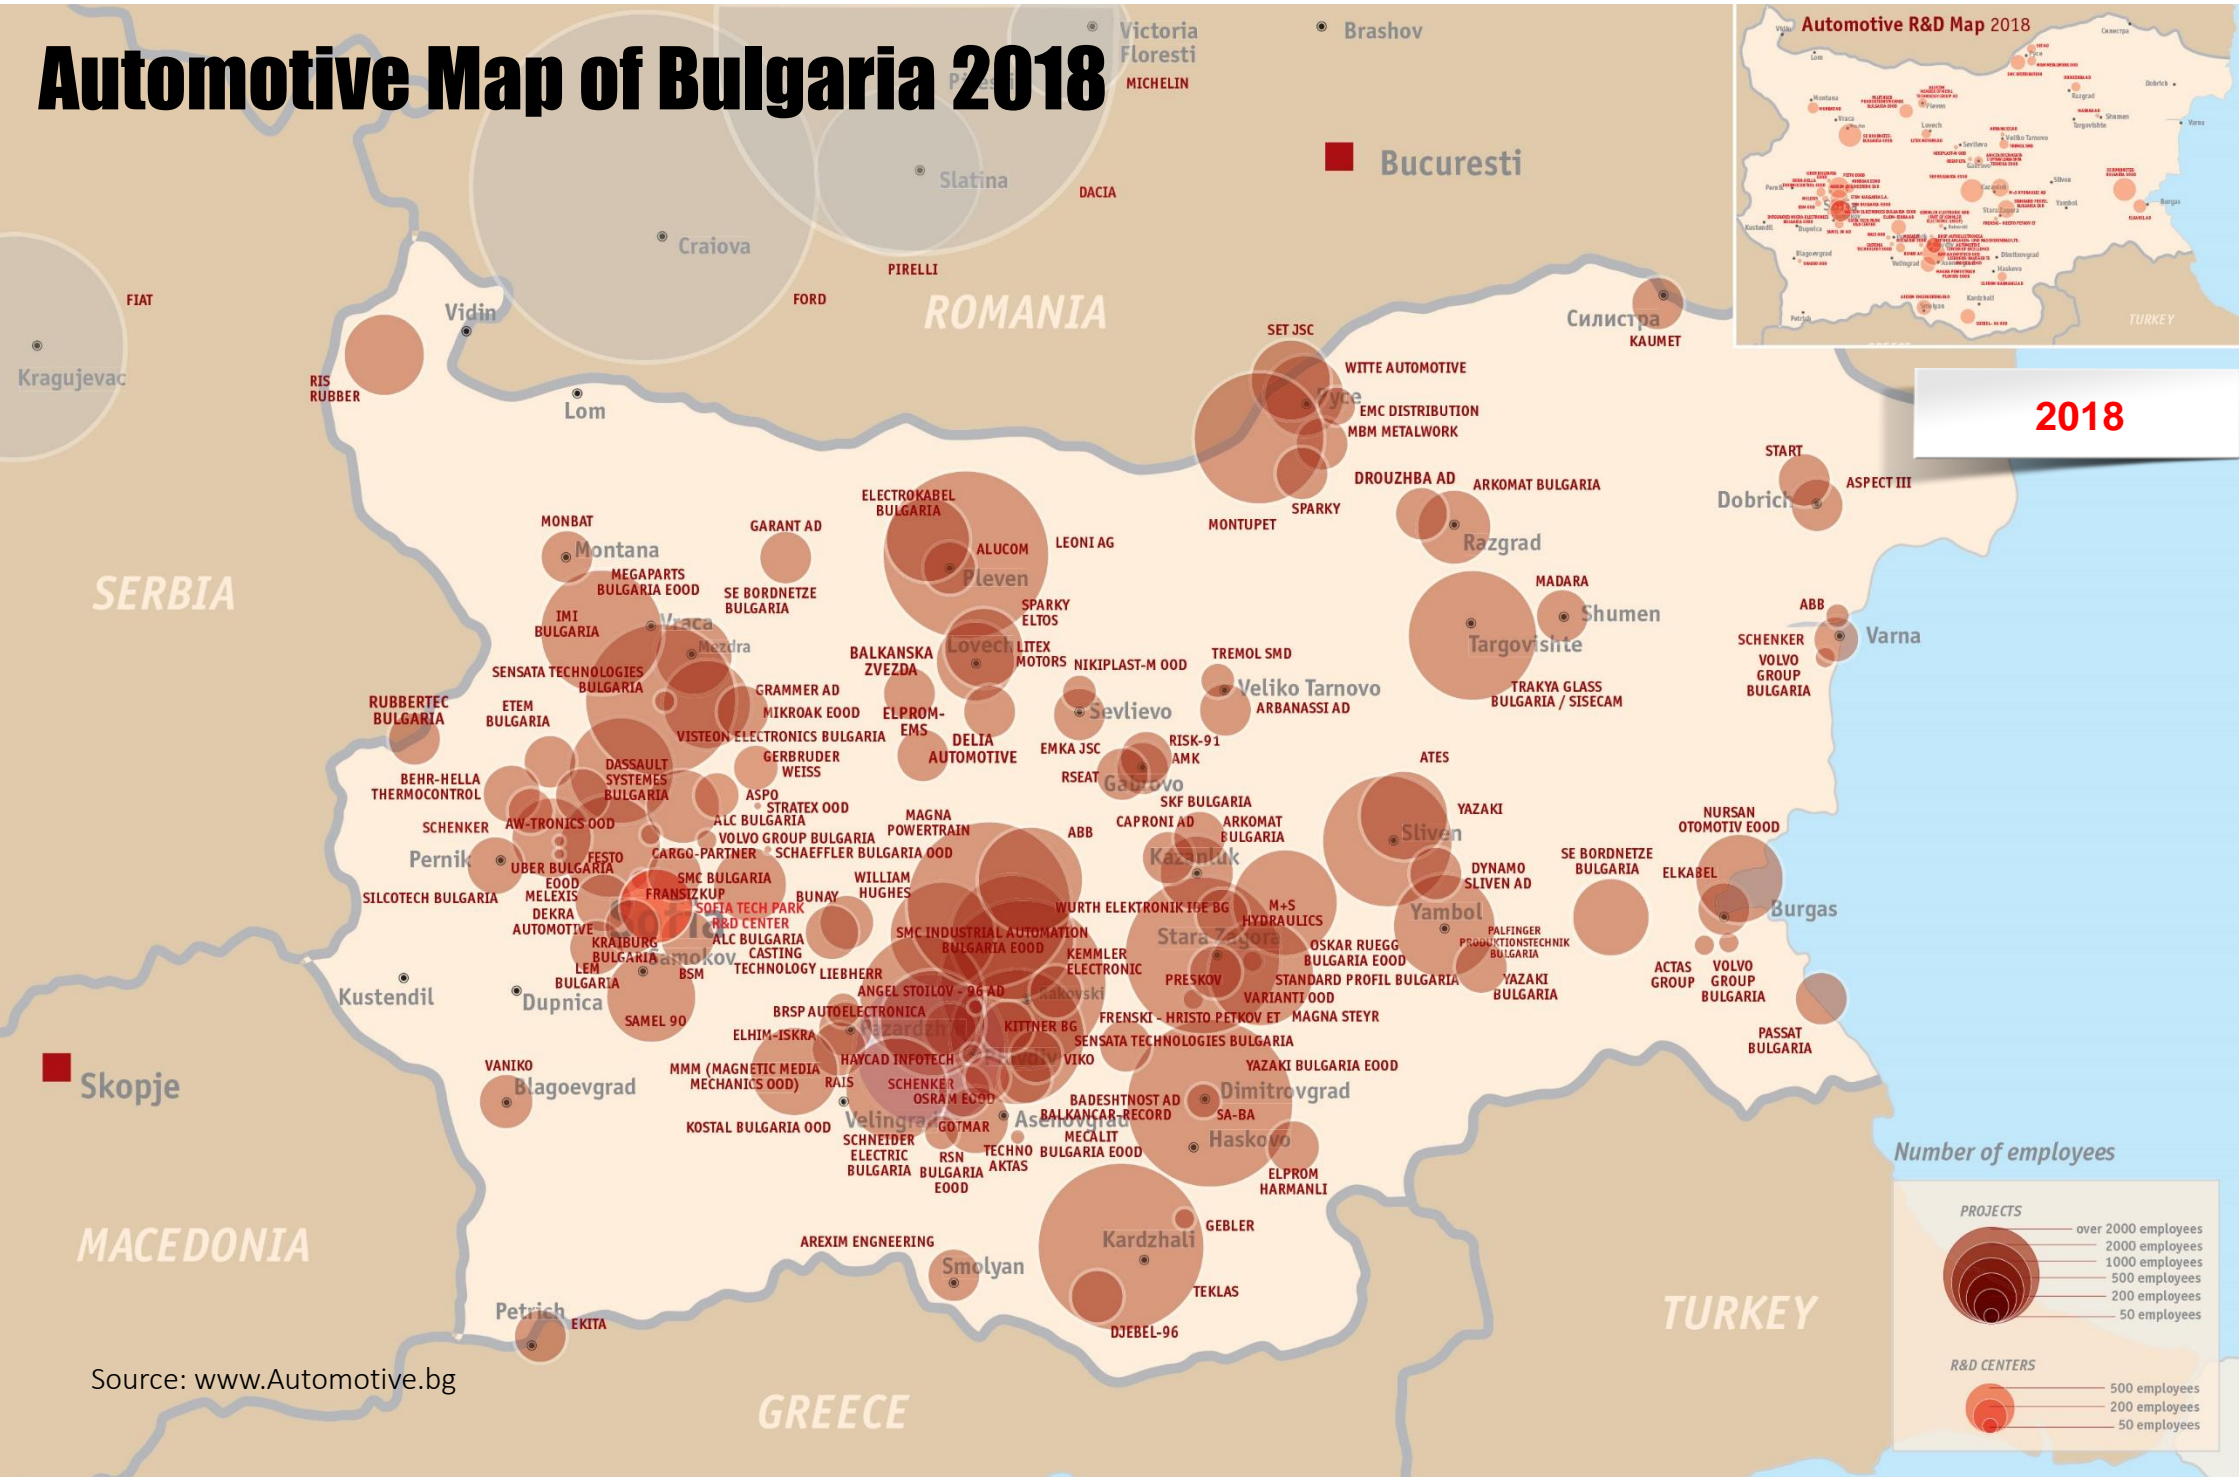 Automotive Map of Bulgaria 2018
Victoria
Floresti
Brashov
MICHELIN
Bucuresti
Slatina
DACIA
Craiova
PIRELLI
FORD
ROMANIA
FIAT
Kragujevac
Automotive R&D Map 2018
TURKEY
2018
Vidin
RIS
RUBBER
Lom
SET JSC
Силистра
KAUMET
WITTE AUTOMOTIVE
Русе
EMC DISTRIBUTION
MBM METALWORK
SPARKY
MONTUPET
DROUZHBA AD
ARKOMAT BULGARIA
Razgrad
START
ASPECT III
Dobrich
ELECTROKABEL
BULGARIA
ALUCOM
LEONI AG
Pleven
MONBAT
Montana
GARANT AD
MEGAPARTS
BULGARIA EOOD
SE BORDNETZE
BULGARIA
IMI
BULGARIA
Vraca
Mezdra
SERBIA
SPARKY
ELTOS
Lovech
LITEX
MOTORS
BALKANSKA
ZVEZDA
NIKIPLAST-M OOD
TREMOL SMD
Veliko Tarnovo
ARBANASSI AD
MADARA
Shumen
Targovishte
TRAKYA GLASS
BULGARIA / SISECAM
ABB
SCHENKER
Varna
VOLVO
GROUP
BULGARIA
SENSATA TECHNOLOGIES
BULGARIA
GRAMMER AD
MIKROAK EOOD
RUBBERTEC
BULGARIA
ETEM
BULGARIA
VISTEON ELECTRONICS BULGARIA
ELPROM-
EMS
DELIA
AUTOMOTIVE
Sevlievo
EMKA JSC
RISK-91
AMK
RSEAT
Gabrovo
GERBRUDER
WEISS
DASSAULT
SYSTEMES
BULGARIA
BEHR-HELLA
THERMOCONTROL
ASPO
STRATEX OOD
ALC BULGARIA
VOLVO GROUP BULGARIA
SCHENKER
AW-TRONICS OOD
CARGO-PARTNER
SCHAEFFLER BULGARIA OOD
FESTO
Pernik
UBER BULGARIA
EOOD
SMC BULGARIA
FRANSIZKUP
SILCOTECH BULGARIA
MELEXIS
SOFIA TECH PARK
R&D CENTER
Sofia
DEKRA
AUTOMOTIVE
KRAIBURG
BULGARIA
Samokov
LEM
BULGARIA
BSM
SAMEL 90
BUNAY
WILLIAM
HUGHES
ALC BULGARIA
CASTING
TECHNOLOGY
LIEBHERR
MAGNA
POWERTRAIN
ABB
SKF BULGARIA
CAPRONI AD
ARKOMAT
BULGARIA
Kazanluk
ATES
YAZAKI
Sliven
DYNAMO
SLIVEN AD
Yambol
PALFINGER
PRODUKTIONSTECHNIK
BULGARIA
YAZAKI
BULGARIA
NURSAN
OTOMOTIV EOOD
SE BORDNETZE
BULGARIA
ELKABEL
Burgas
ACTAS
GROUP
VOLVO
GROUP
BULGARIA
PASSAT
BULGARIA
WURTH ELEKTRONIK IBE BG
M+S
HYDRAULICS
SMC INDUSTRIAL AUTOMATION
BULGARIA EOOD
Stara Zagora
OSKAR RUEGG
BULGARIA EOOD
KEMMLER
ELECTRONIC
PRESKOV
STANDARD PROFIL BULGARIA
VARIANTI OOD
ANGEL STOILOV - 96 AD
Rakovski
FRENSKI - HRISTO PETKOV ET
MAGNA STEYR
BRSP AUTOELECTRONICA
KITTNER BG
ELHIM-ISKRA
Pazardzhik
SENSATA TECHNOLOGIES BULGARIA
HAYCAD INFOTECH
Plovdiv
VIKO
YAZAKI BULGARIA EOOD
MMM (MAGNETIC MEDIA
MECHANICS OOD)
RAIS
SCHENKER
OSRAM EOOD
Dimitrovgrad
BADESHTNOST AD
BALKANCAR-RECORD
SA-BA
KOSTAL BULGARIA OOD
Velingrad
GOTMAR
Asenovgrad
Haskovo
SCHNEIDER
ELECTRIC
BULGARIA
RSN
BULGARIA
EOOD
TECHNO
AKTAS
MECALIT
BULGARIA EOOD
ELPROM
HARMANLI
Kustendil
Dupnica
VANIKO
Blagoevgrad
Skopje
MACEDONIA
AREXIM ENGNEERING
Smolyan
GEBLER
Kardzhali
TEKLAS
DJEBEL-96
Petrich
EKITA
TURKEY
GREECE
Source: www.Automotive.bg
Number of employees
PROJECTS
over 2000 employees
2000 employees
1000 employees
500 employees
200 employees
50 employees
R&D CENTERS
500 employees
200 employees
50 employees